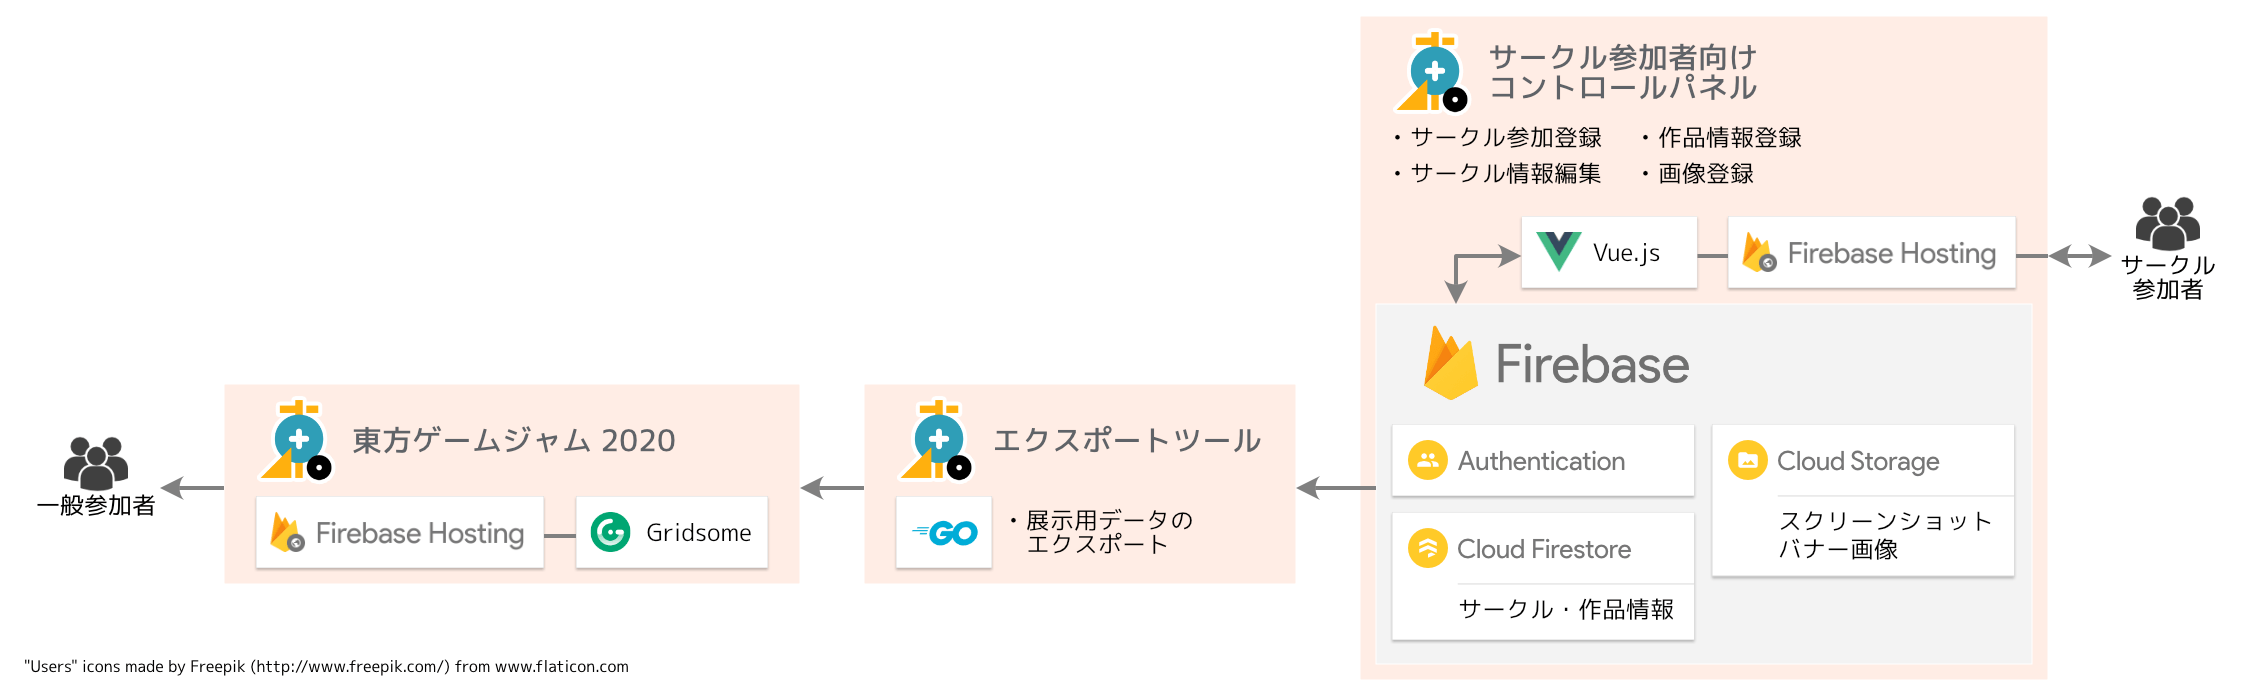 サークル参加者向け
コントロールパネル
・サークル参加登録
・作品情報登録
・サークル情報編集
・画像登録
Vue.js
Firebase Hosting
サークル
参加者
Firebase
Authentication
Cloud Storage
スクリーンショット
バナー画像
Cloud Firestore
サークル・作品情報
エクスポートツール
GO
・展示用データの
エクスポート
東方ゲームジャム 2020
Firebase Hosting
Gridsome
一般参加者
"Users" icons made by Freepik (http://www.freepik.com/) from www.flaticon.com